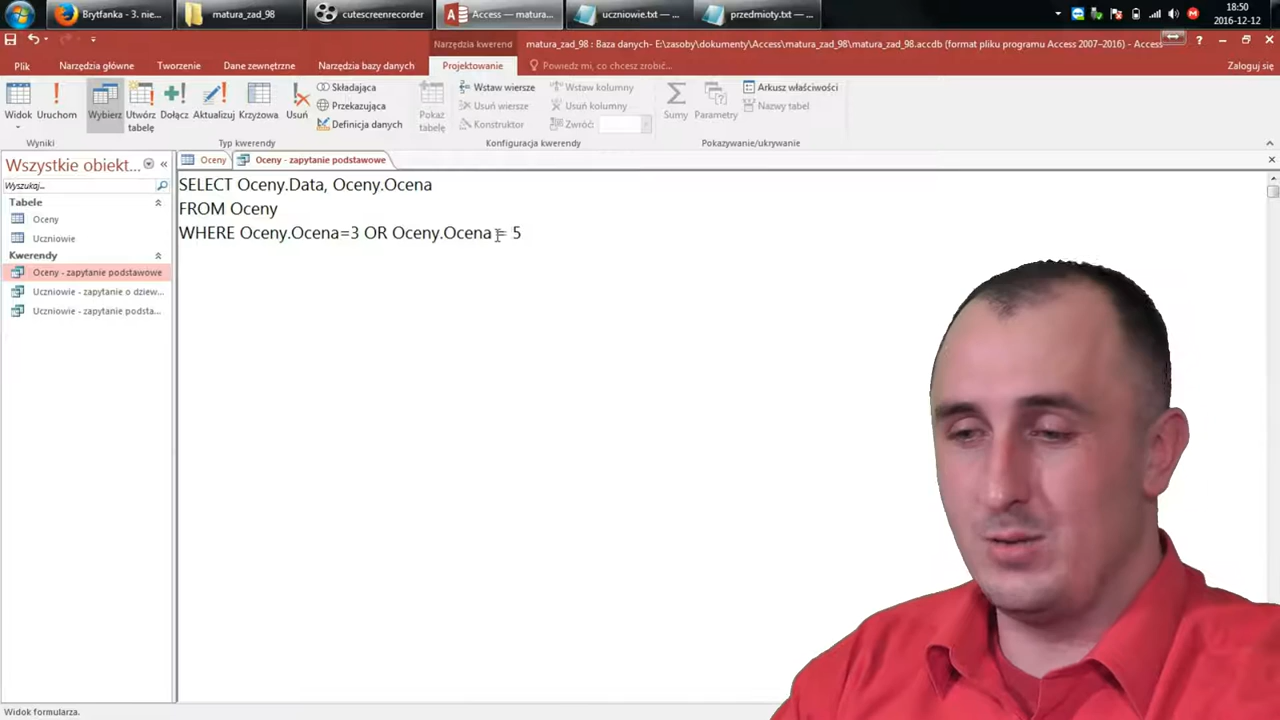 Brytfanka - 3. nie...
matura_zad_98
cutescreenrecorder
Access — matura...
uczniowie.txt — ...
przedmioty.txt — ...
18:50
2016-12-12
Narzędzia kwerend
matura_zad_98 : Baza danych- E:\zasoby\dokumenty\Access\matura_zad_98\matura_zad_98.accdb (format pliku programu Access 2007–2016) - Access
Plik
Narzędzia główne
Tworzenie
Dane zewnętrzne
Narzędzia bazy danych
Projektowanie
Powiedz mi, co chcesz zrobić...
Zaloguj się
Widok
Uruchom
Wyniki
Wybierz
Utwórz tabelę
Dołącz
Aktualizuj
Krzyżowa
Usuń
Składająca
Przekazująca
Definicja danych
Typ kwerendy
Pokaż tabelę
Wstaw wiersze
Usuń wiersze
Konstruktor
Wstaw kolumny
Usuń kolumny
Zwróć:
Konfiguracja kwerendy
Sumy
Parametry
Arkusz właściwości
Nazwy tabel
Pokazywanie/ukrywanie
Wszystkie obiekt...
Wyszukaj...
Tabele
Oceny
Uczniowie
Kwerendy
Oceny - zapytanie podstawowe
Uczniowie - zapytanie o dziew...
Uczniowie - zapytanie podsta...
Oceny
Oceny - zapytanie podstawowe
SELECT Oceny.Data, Oceny.Ocena
FROM Oceny
WHERE Oceny.Ocena=3 OR Oceny.Ocena = 5
Widok formularza.